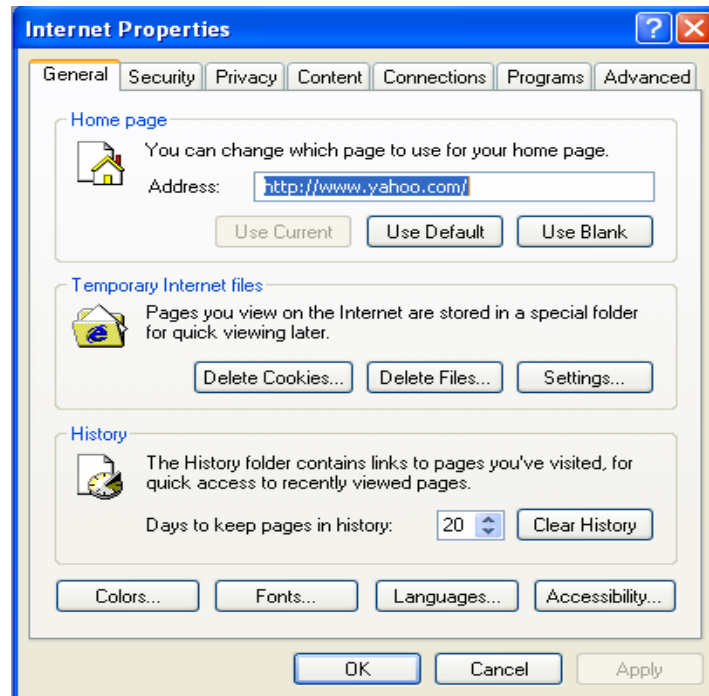 Internet Properties
General Security Privacy Content Connections Programs Advanced
Home page
You can change which page to use for your home page.
Address: http://www.yahoo.com/
Use Current Use Default Use Blank
Temporary Internet files
Pages you view on the Internet are stored in a special folder
for quick viewing later.
Delete Cookies... Delete Files... Settings...
History
The History folder contains links to pages you've visited, for
quick access to recently viewed pages.
Days to keep pages in history: 20 Clear History
Colors... Fonts... Languages... Accessibility...
OK Cancel Apply